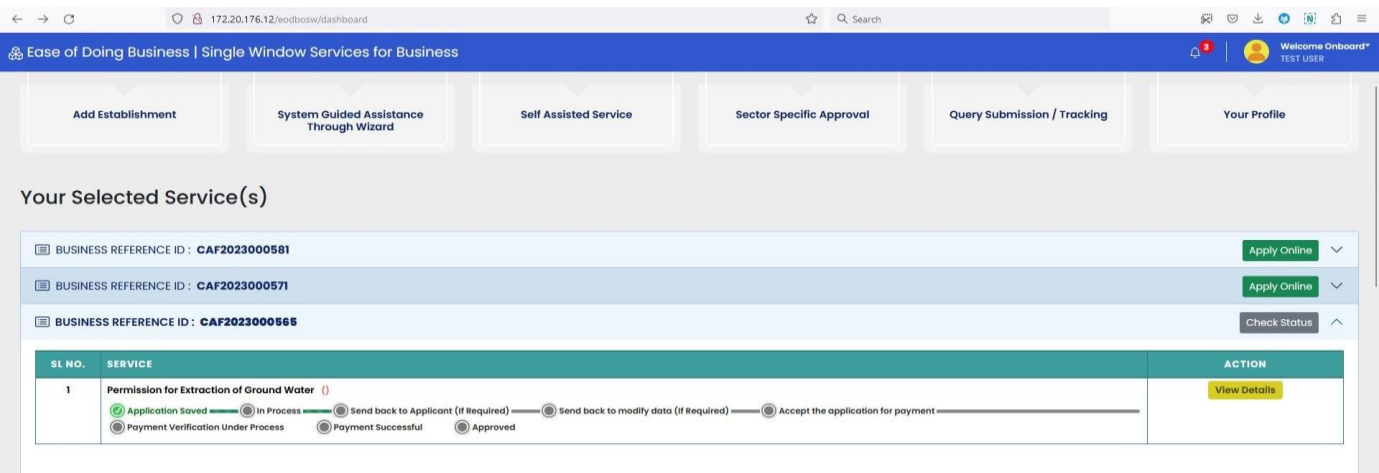 172.20.176.12/eodbosw/dashboard
Search
Ease of Doing Business | Single Window Services for Business
3
Welcome Onboard
TEST USER
Add Establishment
System Guided Assistance
Through Wizard
Self Assisted Service
Sector Specific Approval
Query Submission / Tracking
Your Profile
Your Selected Service(s)
BUSINESS REFERENCE ID : CAF2023000581
Apply Online
BUSINESS REFERENCE ID : CAF2023000571
Apply Online
BUSINESS REFERENCE ID : CAF2023000565
Check Status
SL NO. SERVICE ACTION
1 Permission for Extraction of Ground Water () View Details
Application Saved In Process Send back to Applicant (If Required) Send back to modify data (If Required) Accept the application for payment
Payment Verification Under Process Payment Successful Approved